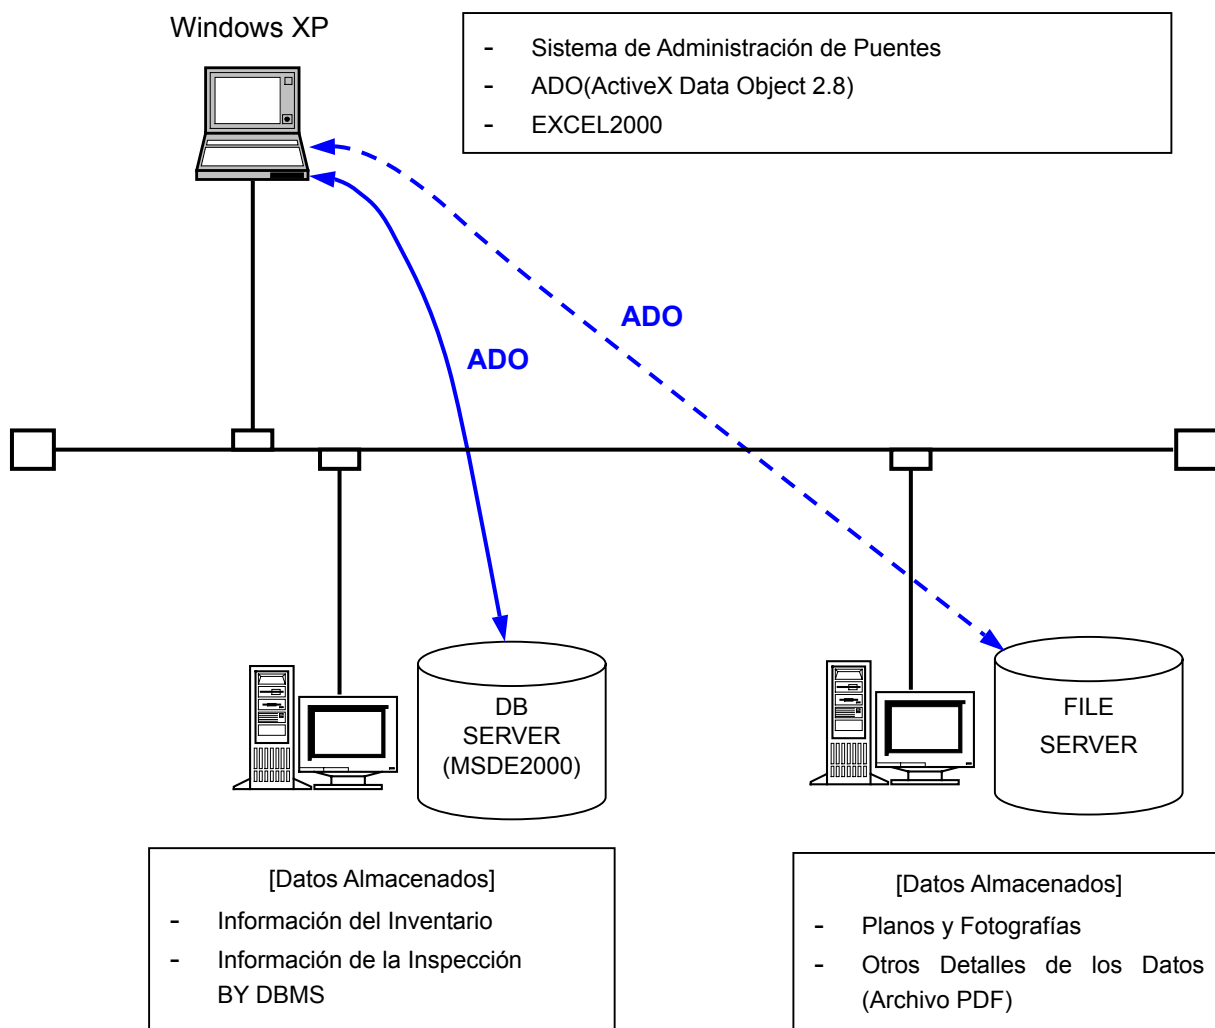 Windows XP
- Sistema de Administración de Puentes
- ADO(ActiveX Data Object 2.8)
- EXCEL2000
ADO
ADO
DB
SERVER
(MSDE2000)
FILE
SERVER
[Datos Almacenados]
- Información del Inventario
- Información de la Inspección
BY DBMS
[Datos Almacenados]
- Planos y Fotografías
- Otros Detalles de los Datos
(Archivo PDF)